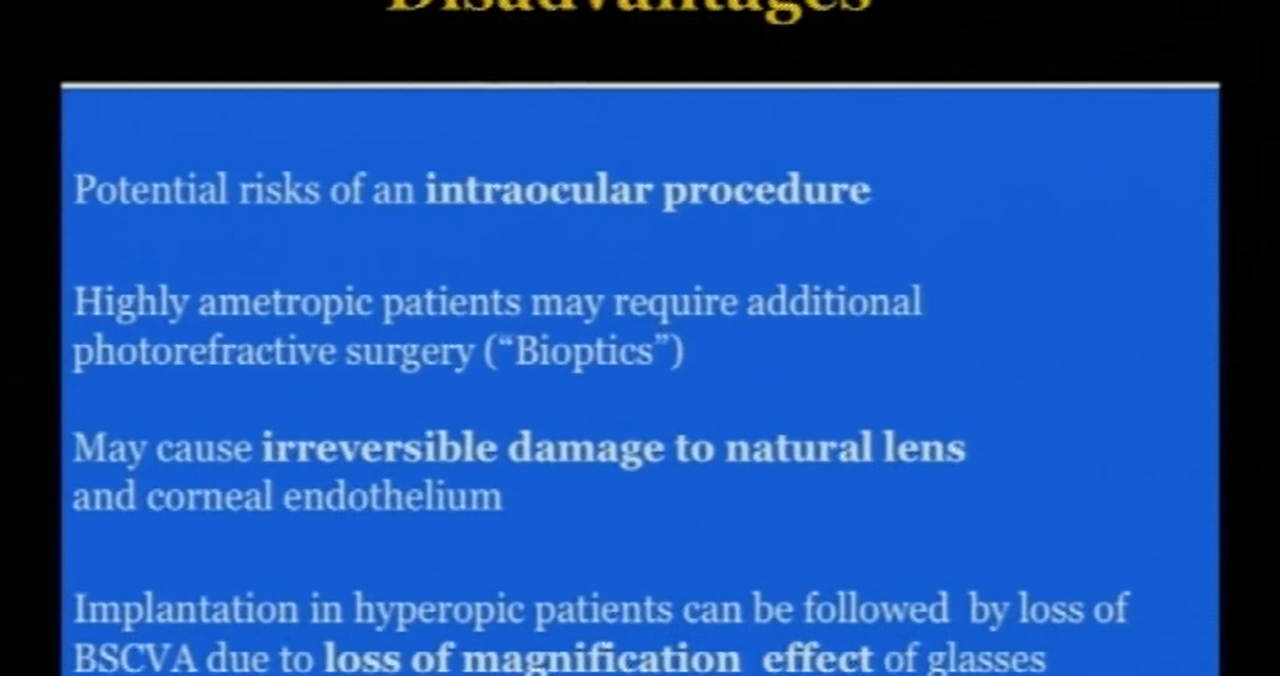 Disadvantages
Potential risks of an intraocular procedure
Highly ametropic patients may require additional
photorefractive surgery (“Bioptics”)
May cause irreversible damage to natural lens
and corneal endothelium
Implantation in hyperopic patients can be followed by loss of
BSCVA due to loss of magnification effect of glasses